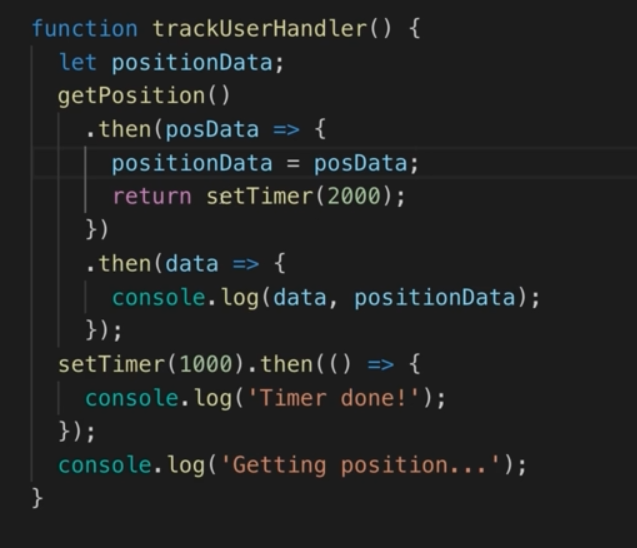 function trackUserHandler() {
  let positionData;
  getPosition()
    .then(posData => {
      positionData = posData;
      return setTimer(2000);
    })
    .then(data => {
      console.log(data, positionData);
    });
  setTimer(1000).then(() => {
    console.log('Timer done!');
  });
  console.log('Getting position...');
}